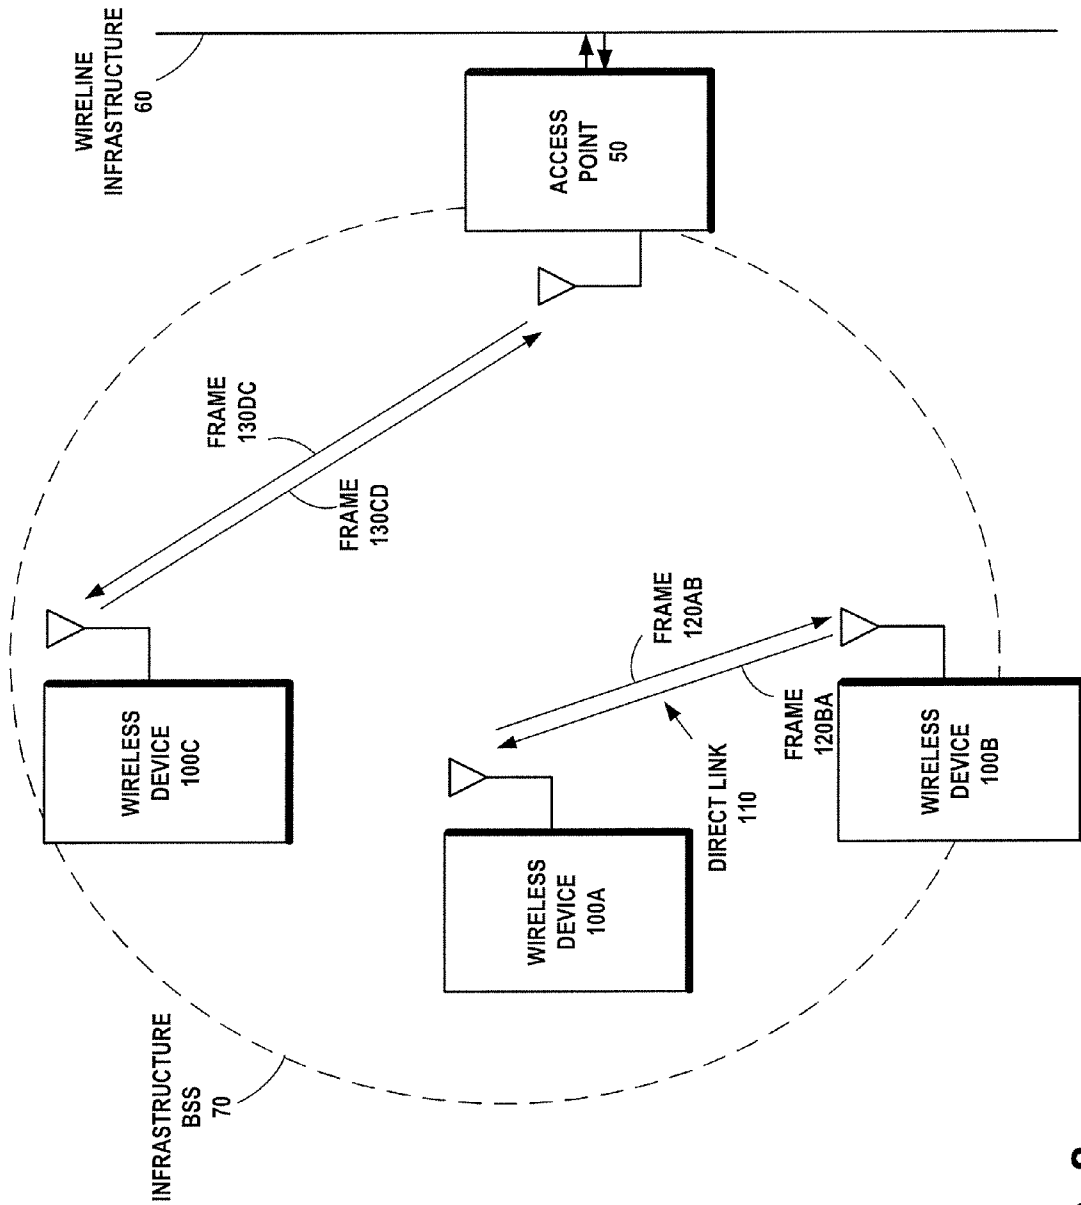 WIRELINE
INFRASTRUCTURE
60
ACCESS
POINT
50
FRAME
130DC
FRAME
130CD
FRAME
120AB
FRAME
120BA
WIRELESS
DEVICE
100C
WIRELESS
DEVICE
100A
DIRECT LINK
110
WIRELESS
DEVICE
100B
INFRASTRUCTURE
BSS
70